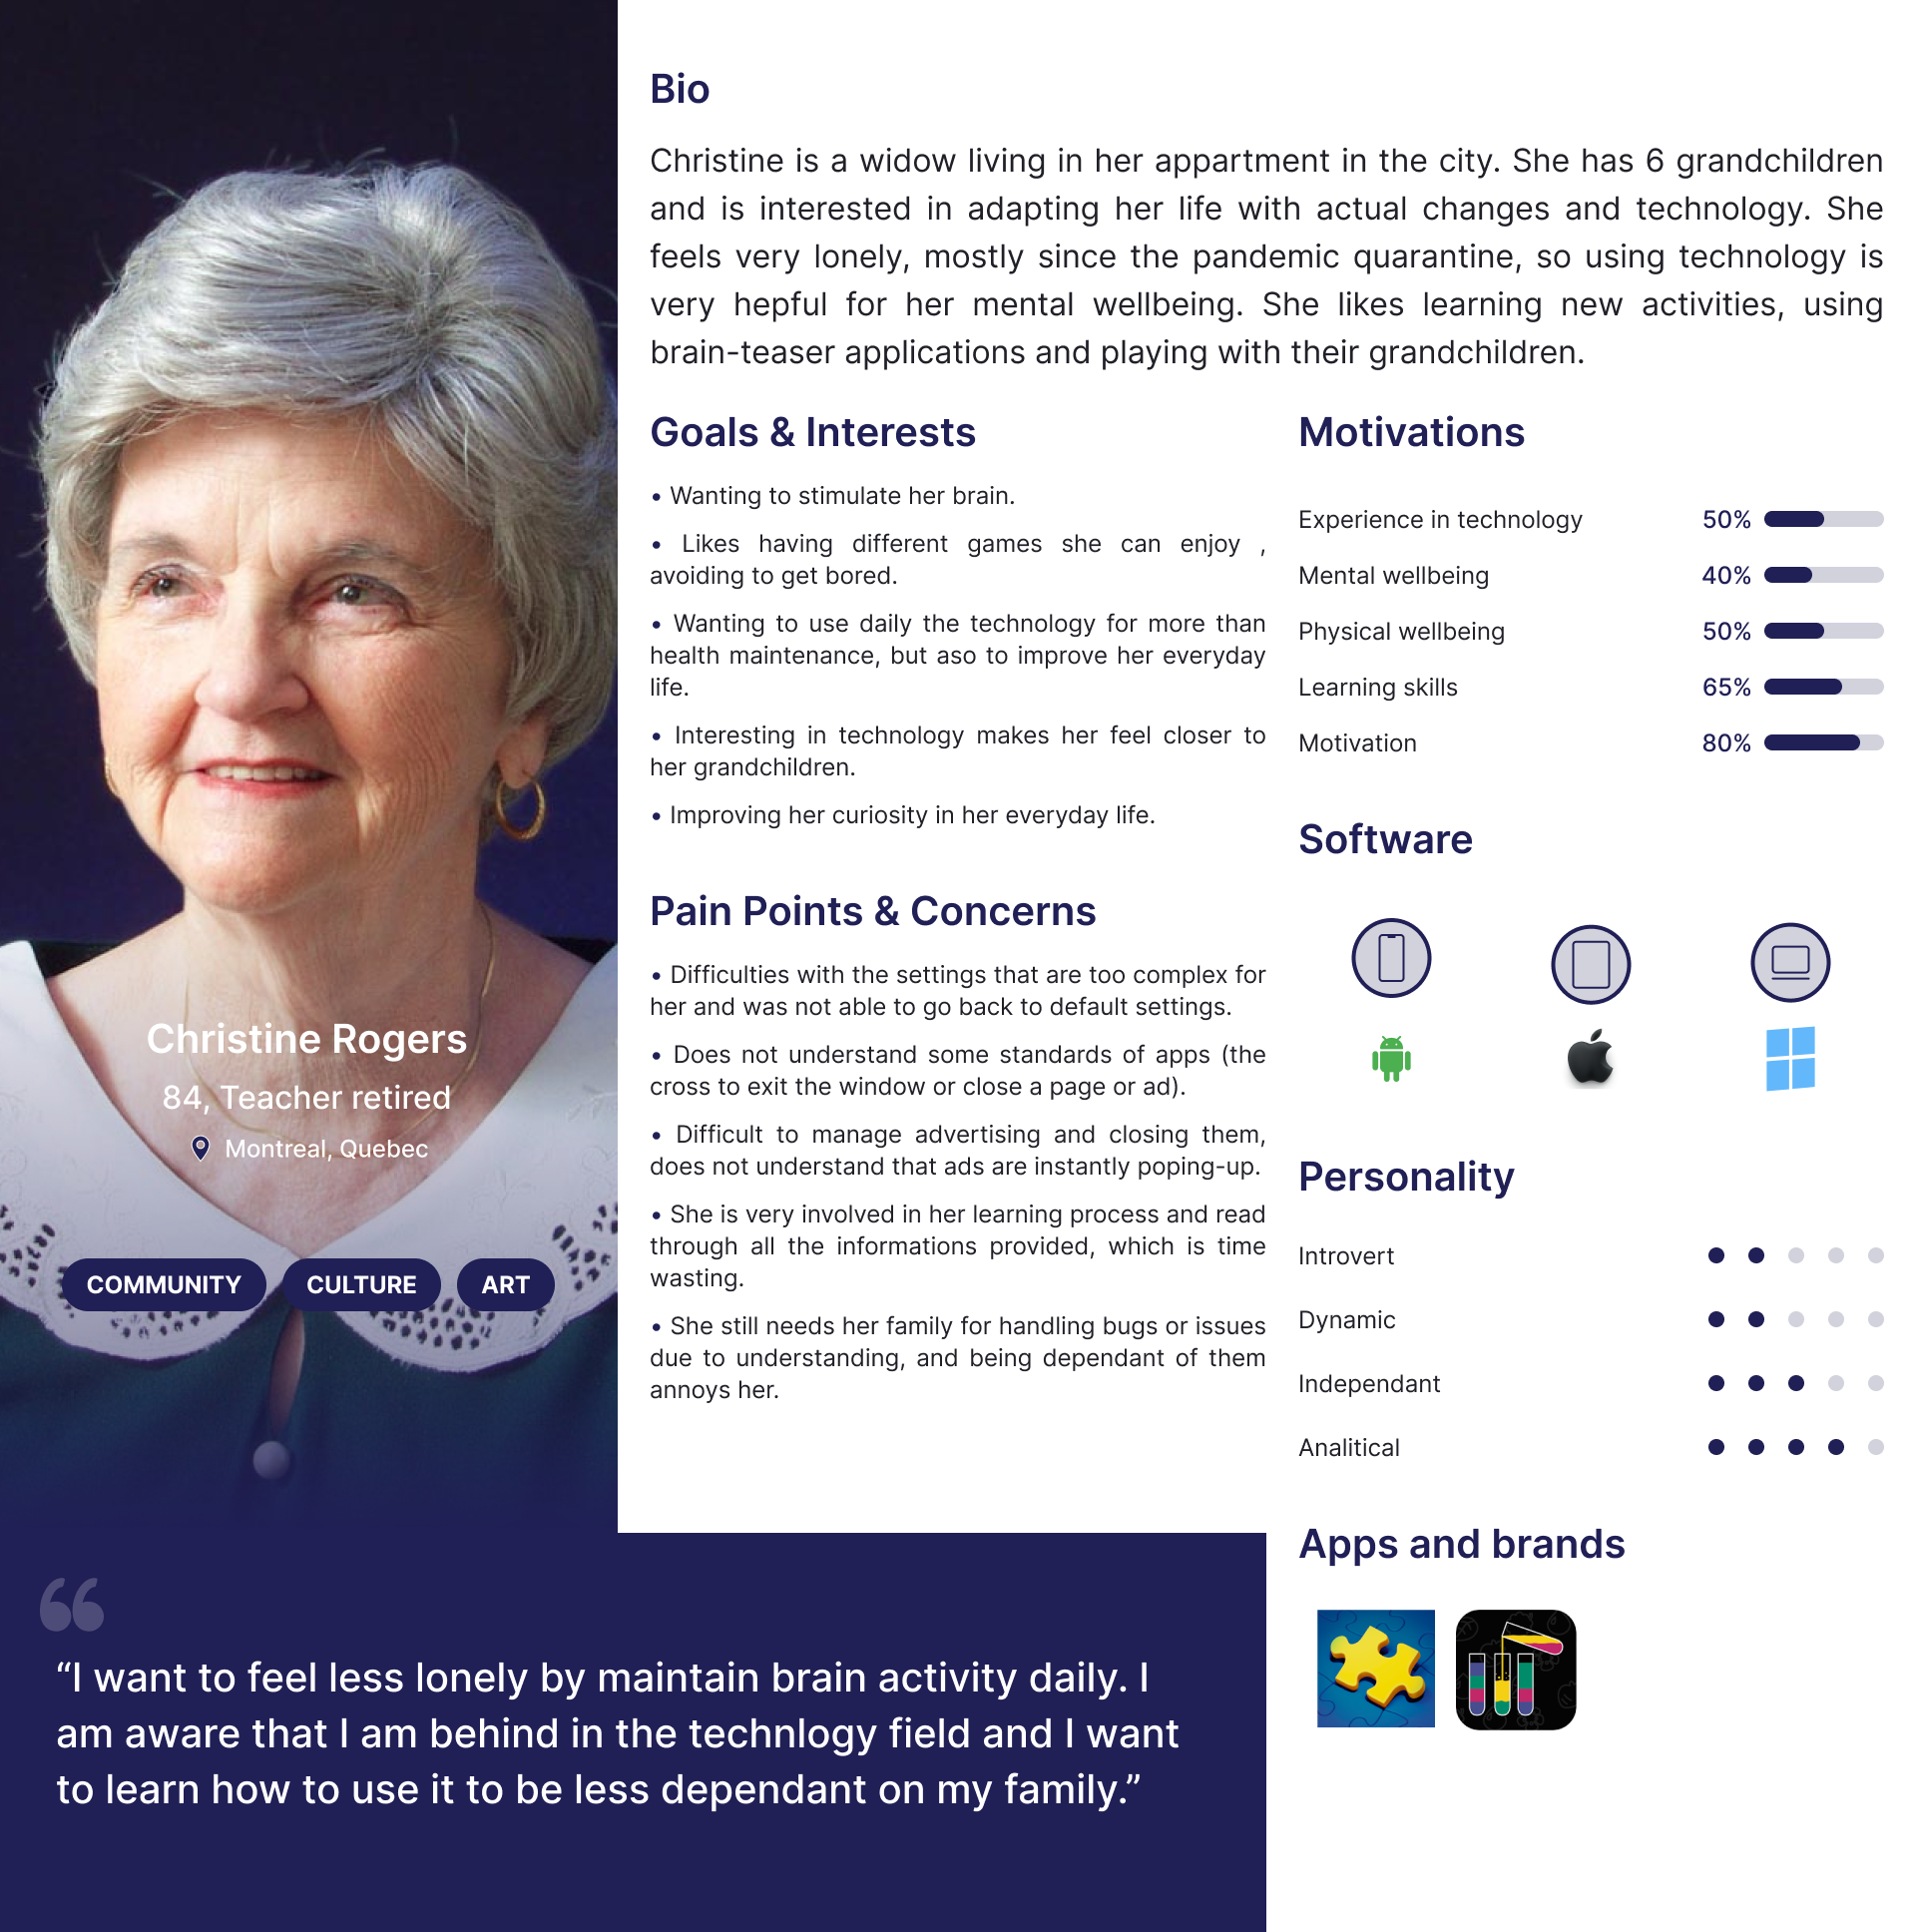 Bio
Christine is a widow living in her appartment in the city. She has 6 grandchildren
and is interested in adapting her life with actual changes and technology. She
feels very lonely, mostly since the pandemic quarantine, so using technology is
very hepful for her mental wellbeing. She likes learning new activities, using
brain-teaser applications and playing with their grandchildren.
Christine Rogers
84, Teacher retired
Montreal, Quebec
COMMUNITY CULTURE ART
Goals & Interests
• Wanting to stimulate her brain.
• Likes having different games she can enjoy ,
avoiding to get bored.
• Wanting to use daily the technology for more than
health maintenance, but aso to improve her everyday
life.
• Interesting in technology makes her feel closer to
her grandchildren.
• Improving her curiosity in her everyday life.
Pain Points & Concerns
• Difficulties with the settings that are too complex for
her and was not able to go back to default settings.
• Does not understand some standards of apps (the
cross to exit the window or close a page or ad).
• Difficult to manage advertising and closing them,
does not understand that ads are instantly poping-up.
• She is very involved in her learning process and read
through all the informations provided, which is time
wasting.
• She still needs her family for handling bugs or issues
due to understanding, and being dependant of them
annoys her.
Motivations
Experience in technology 50%
Mental wellbeing 40%
Physical wellbeing 50%
Learning skills 65%
Motivation 80%
Software
Personality
Introvert
Dynamic
Independant
Analitical
Apps and brands
“I want to feel less lonely by maintain brain activity daily. I
am aware that I am behind in the technlogy field and I want
to learn how to use it to be less dependant on my family.”